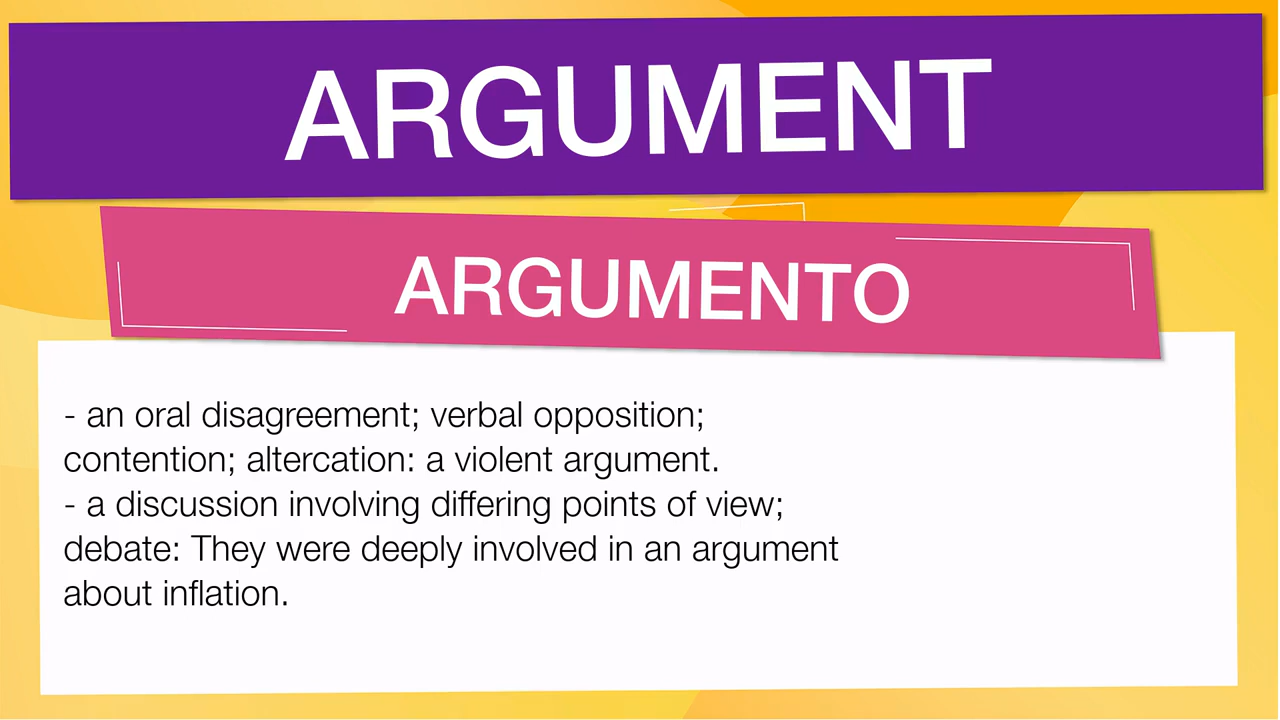 ARGUMENT
ARGUMENTO
- an oral disagreement; verbal opposition;
contention; altercation: a violent argument.
- a discussion involving differing points of view;
debate: They were deeply involved in an argument
about inflation.